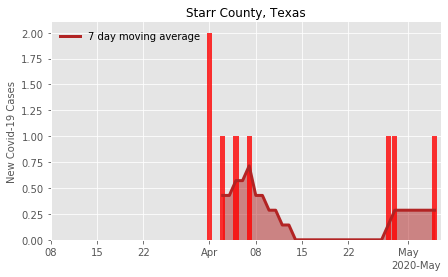 Starr County, Texas
7 day moving average
New Covid-19 Cases
2.00
1.75
1.50
1.25
1.00
0.75
0.50
0.25
0.00
08 15 22 Apr 08 15 22 May
2020-May